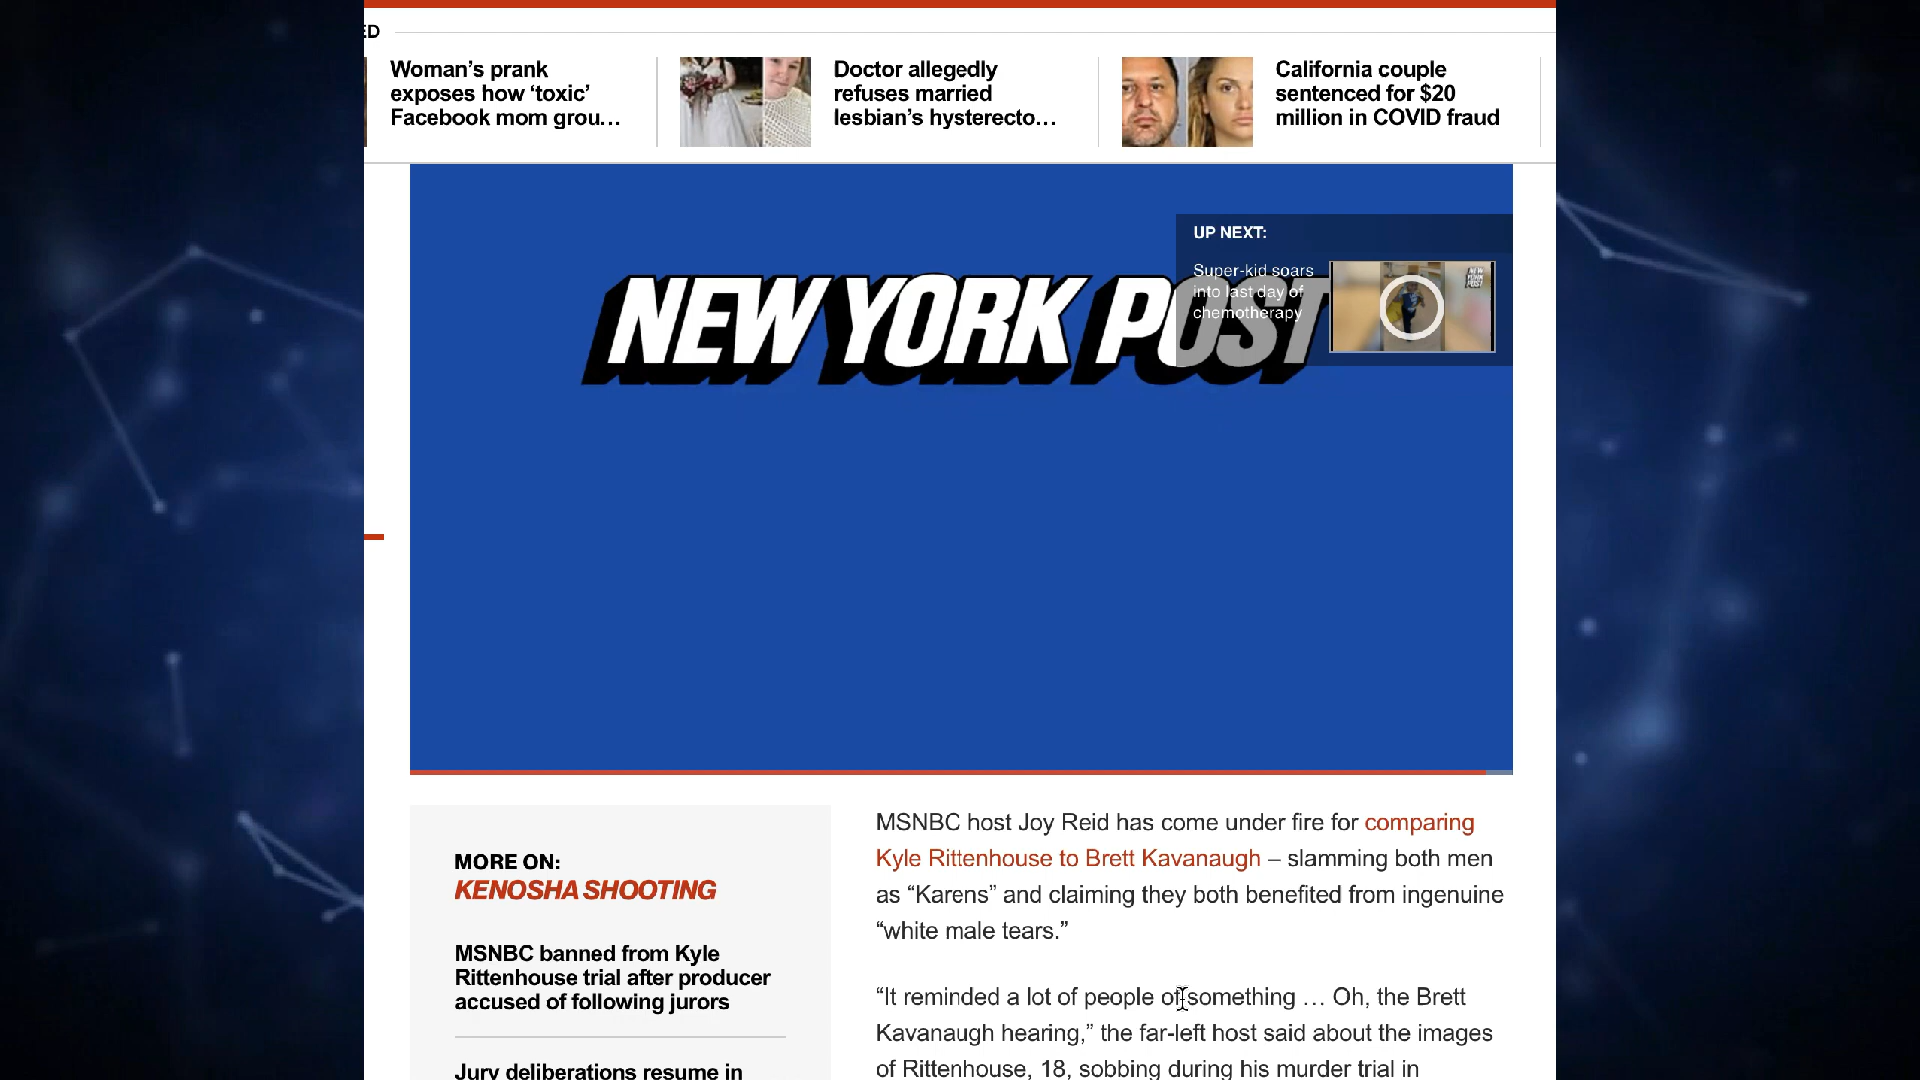 ED
Woman’s prank
exposes how ‘toxic’
Facebook mom grou…
Doctor allegedly
refuses married
lesbian’s hysterecto…
California couple
sentenced for $20
million in COVID fraud
NEW YORK POST
UP NEXT:
Super-kid soars
into last day of
chemotherapy
NEW
YORK
POST
MORE ON:
KENOSHA SHOOTING
MSNBC banned from Kyle
Rittenhouse trial after producer
accused of following jurors
Jury deliberations resume in
MSNBC host Joy Reid has come under fire for comparing
Kyle Rittenhouse to Brett Kavanaugh – slamming both men
as “Karens” and claiming they both benefited from ingenuine
“white male tears.”
“It reminded a lot of people of something … Oh, the Brett
Kavanaugh hearing,” the far-left host said about the images
of Rittenhouse, 18, sobbing during his murder trial in